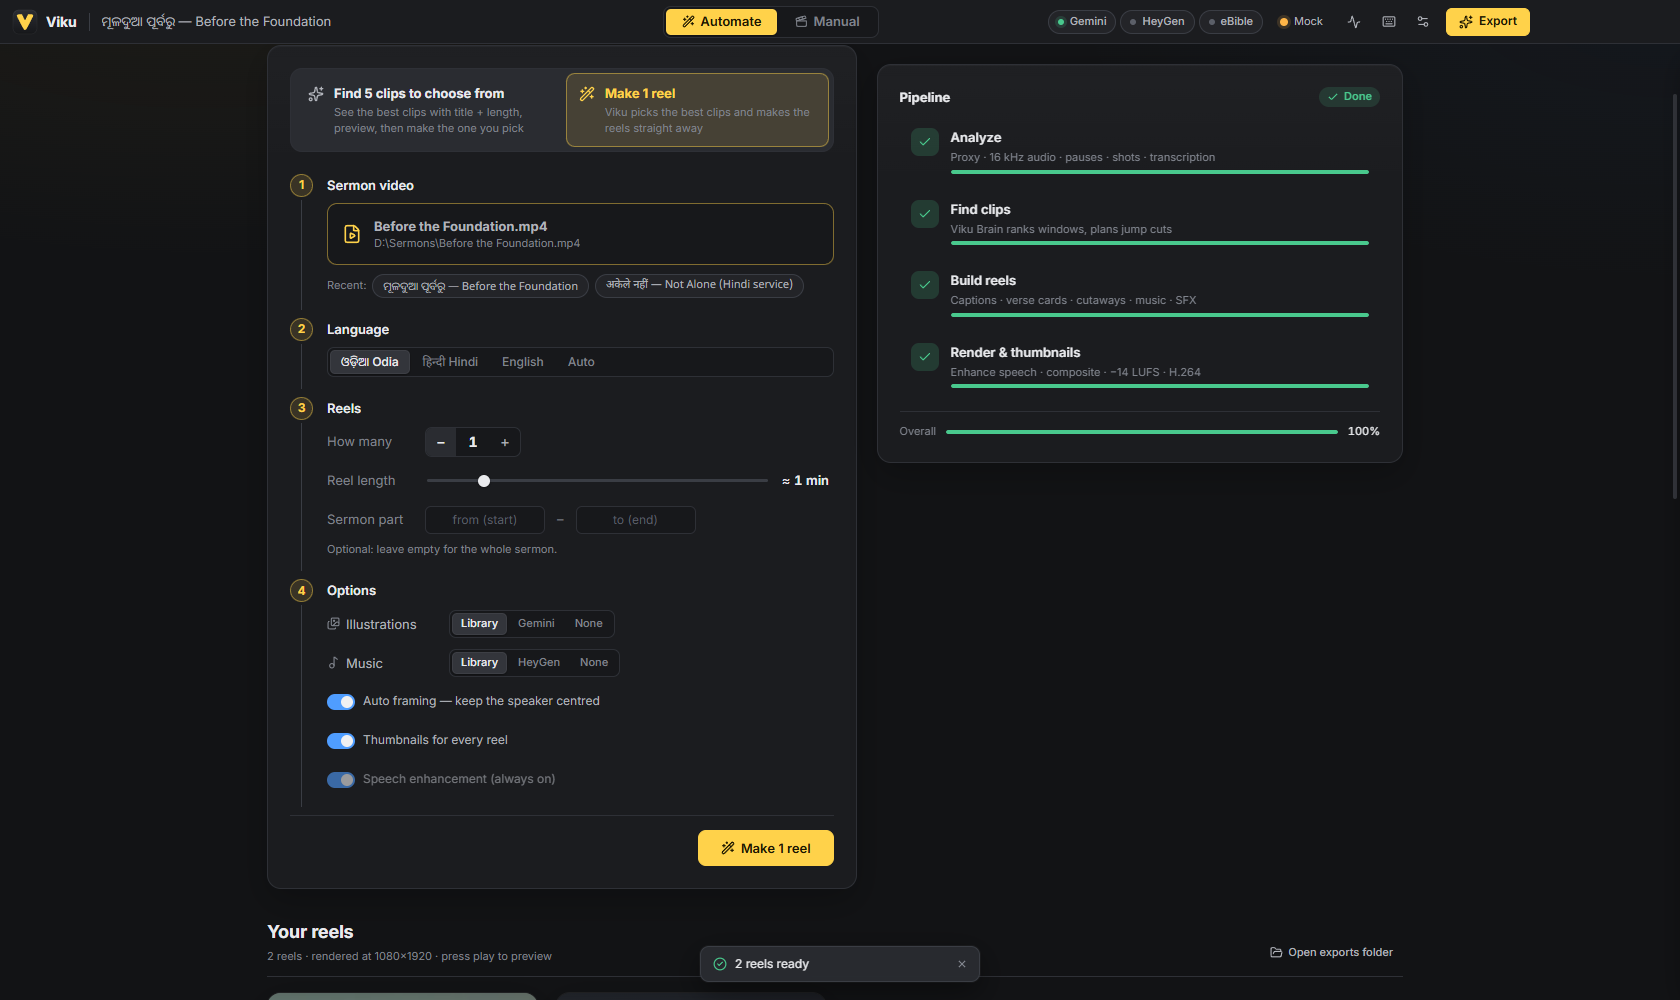 Viku
ମୂଳଦୁଆ ପୂର୍ବରୁ — Before the Foundation
Automate
Manual
Gemini
HeyGen
eBible
Mock
Export
Find 5 clips to choose from
See the best clips with title + length,
preview, then make the one you pick
Make 1 reel
Viku picks the best clips and makes the
reels straight away
1
Sermon video
Before the Foundation.mp4
D:\Sermons\Before the Foundation.mp4
Recent:
ମୂଳଦୁଆ ପୂର୍ବରୁ — Before the Foundation
अकेले नहीं — Not Alone (Hindi service)
2
Language
ଓଡ଼ିଆ Odia
हिन्दी Hindi
English
Auto
3
Reels
How many
− 1 +
Reel length
≈ 1 min
Sermon part
from (start)
–
to (end)
Optional: leave empty for the whole sermon.
4
Options
Illustrations
Library
Gemini
None
Music
Library
HeyGen
None
Auto framing — keep the speaker centred
Thumbnails for every reel
Speech enhancement (always on)
Make 1 reel
Pipeline
Done
Analyze
Proxy · 16 kHz audio · pauses · shots · transcription
Find clips
Viku Brain ranks windows, plans jump cuts
Build reels
Captions · verse cards · cutaways · music · SFX
Render & thumbnails
Enhance speech · composite · −14 LUFS · H.264
Overall
100%
Your reels
2 reels · rendered at 1080×1920 · press play to preview
Open exports folder
2 reels ready